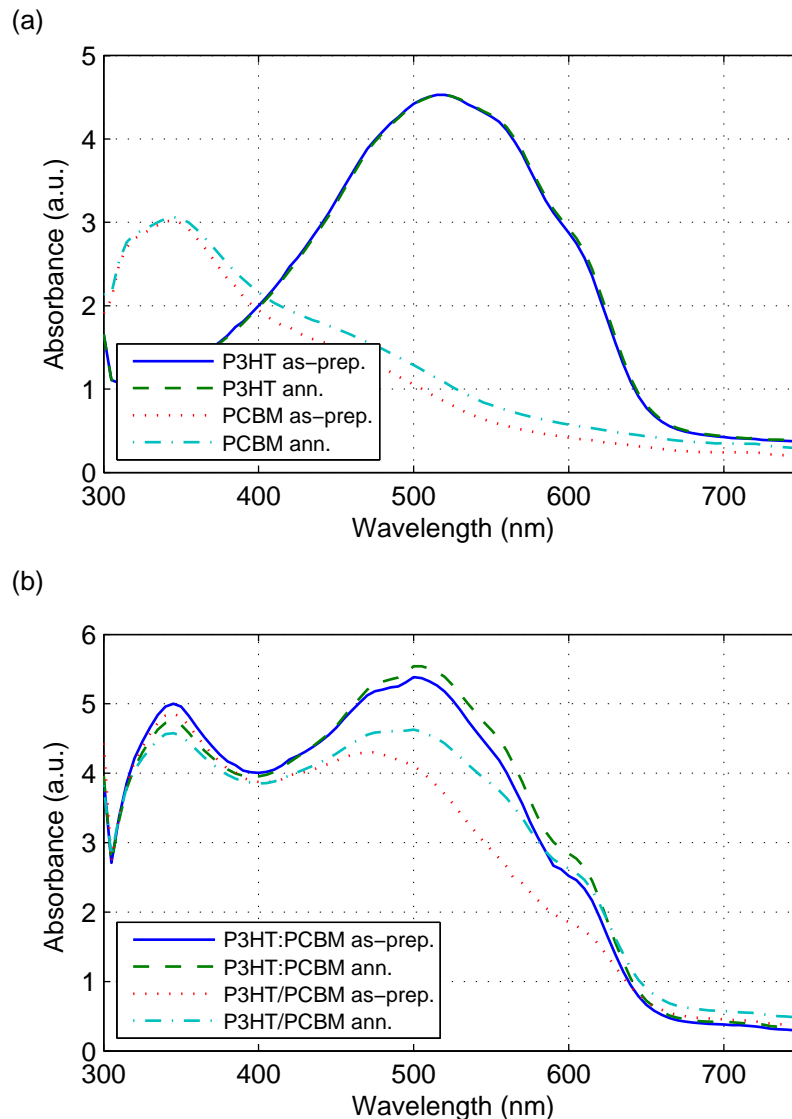 (a)
5
4
3
2
1
0
Absorbance (a.u.)
P3HT as−prep.
P3HT ann.
PCBM as−prep.
PCBM ann.
300 400 500 600 700
Wavelength (nm)
(b)
6
5
4
3
2
1
0
Absorbance (a.u.)
P3HT:PCBM as−prep.
P3HT:PCBM ann.
P3HT/PCBM as−prep.
P3HT/PCBM ann.
300 400 500 600 700
Wavelength (nm)